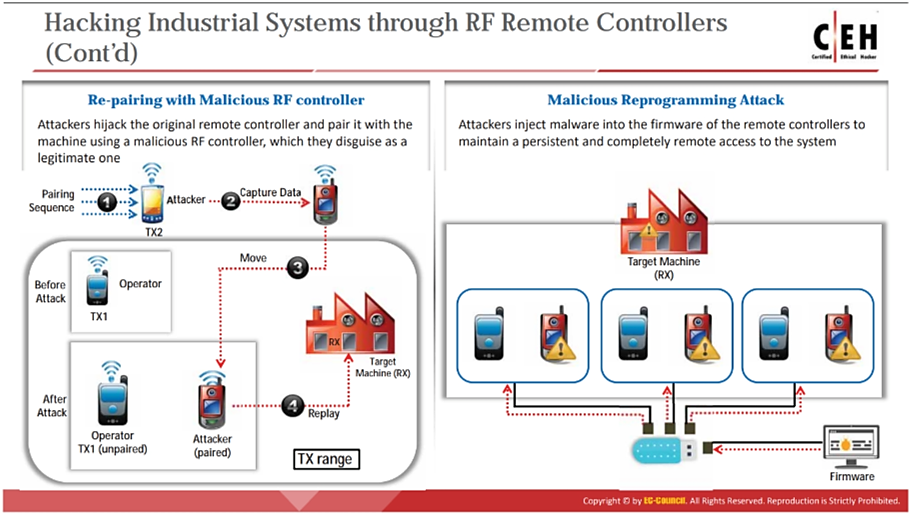 Hacking Industrial Systems through RF Remote Controllers
(Cont'd)
C|EH
Certified Ethical Hacker
Re-pairing with Malicious RF controller
Attackers hijack the original remote controller and pair it with the
machine using a malicious RF controller, which they disguise as a
legitimate one
Pairing
Sequence
1
TX2
Attacker
2
Capture Data
Move
3
Before
Attack
Operator
TX1
RX
Target
Machine (RX)
After
Attack
Operator
TX1 (unpaired)
Attacker
(paired)
4
Replay
TX range
Malicious Reprogramming Attack
Attackers inject malware into the firmware of the remote controllers to
maintain a persistent and completely remote access to the system
Target Machine
(RX)
Firmware
Copyright © by EC-Council. All Rights Reserved. Reproduction is Strictly Prohibited.